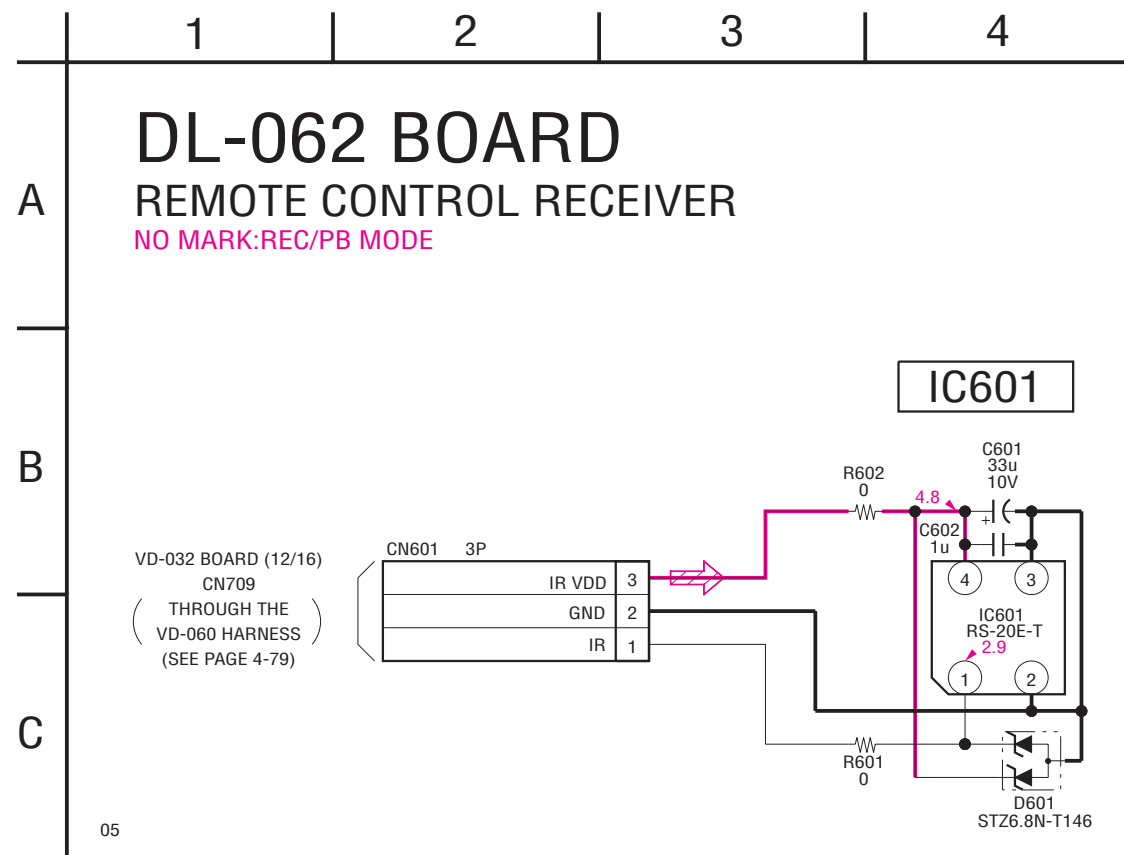 1 2 3 4
A
DL-062 BOARD
REMOTE CONTROL RECEIVER
NO MARK:REC/PB MODE
B
IC601
C601
33u
10V
R602
0
4.8
+
C602
1u
4 3
IC601
RS-20E-T
2.9
1 2
VD-032 BOARD (12/16)
CN709
THROUGH THE
VD-060 HARNESS
(SEE PAGE 4-79)
CN601 3P
IR VDD 3
GND 2
IR 1
C
R601
0
D601
STZ6.8N-T146
05